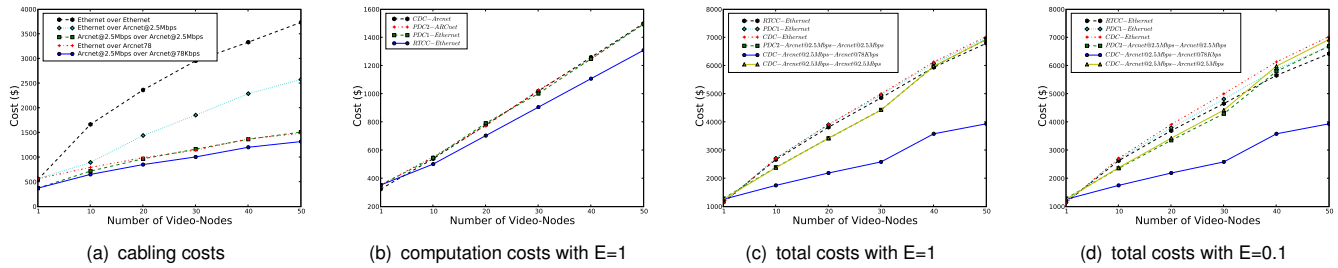 4000
3500
3000
2500
2000
1500
1000
500
0
Cost ($)
Ethernet over Ethernet
Ethernet over Arcnet@2.5Mbps
Arcnet@2.5Mbps over Arcnet@2.5Mbps
Ethernet over Arcnet78
Arcnet@2.5Mbps over Arcnet@78Kbps
1 10 20 30 40 50
Number of Video-Nodes
(a) cabling costs
1600
1400
1200
1000
800
600
400
200
Cost ($)
CDC-Arcnet
PDC2-ARCnet
PDC1-Ethernet
RTCC-Ethernet
1 10 20 30 40 50
Number of Video-Nodes
(b) computation costs with E=1
8000
7000
6000
5000
4000
3000
2000
1000
Cost ($)
RTCC-Ethernet
PDC1-Ethernet
CDC-Ethernet
PDC2-Arcnet@2.5Mbps-Arcnet@2.5Mbps
CDC-Arcnet@2.5Mbps-Arcnet@78Kbps
CDC-Arcnet@2.5Mbps-Arcnet@2.5Mbps
1 10 20 30 40 50
Number of Video-Nodes
(c) total costs with E=1
8000
7000
6000
5000
4000
3000
2000
1000
Cost ($)
RTCC-Ethernet
PDC1-Ethernet
CDC-Ethernet
PDC2-Arcnet@2.5Mbps-Arcnet@2.5Mbps
CDC-Arcnet@2.5Mbps-Arcnet@78Kbps
CDC-Arcnet@2.5Mbps-Arcnet@2.5Mbps
1 10 20 30 40 50
Number of Video-Nodes
(d) total costs with E=0.1